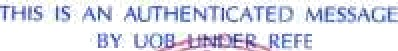 THIS IS AN AUTHENTICATED MESSAGE
BY UOB UNDER REFE